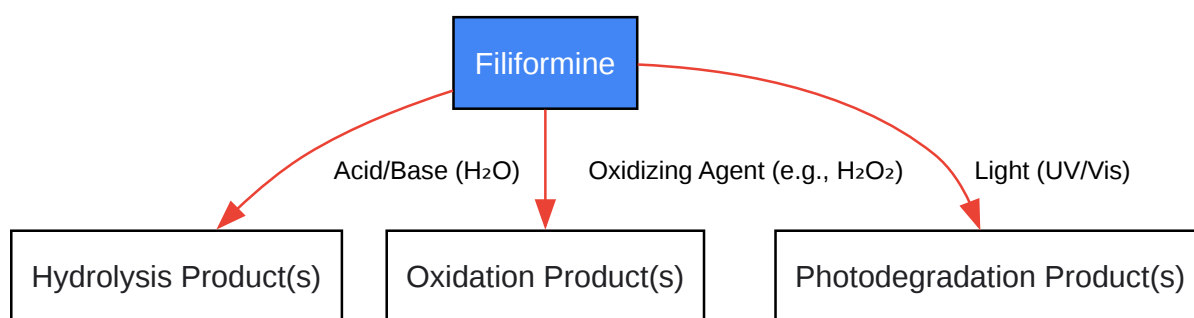 Filiformine
Acid/Base (H₂O)
Oxidizing Agent (e.g., H₂O₂)
Light (UV/Vis)
Hydrolysis Product(s)
Oxidation Product(s)
Photodegradation Product(s)